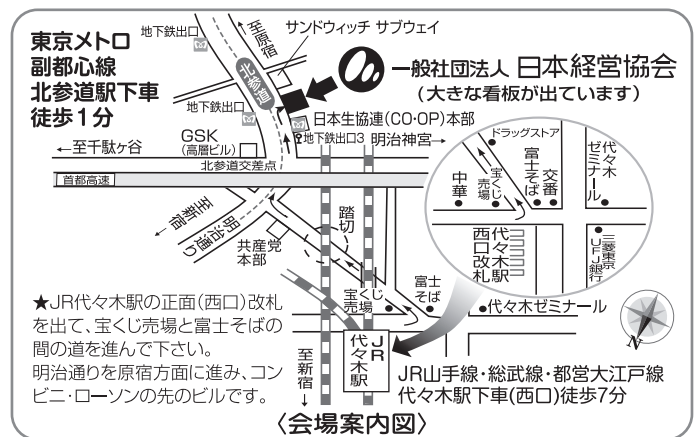 東京メトロ
副都心線
北参道駅下車
徒歩1分
地下鉄出口
至原宿
サンドウィッチ サブウェイ
北参道
一般社団法人 日本経営協会
(大きな看板が出ています)
地下鉄出口
日本生協連(CO・OP)本部
地下鉄出口3
明治神宮→
←至千駄ヶ谷
GSK
(高層ビル)
北参道交差点
首都高速
至新宿
明治通り
共産党
本部
踏切
ドラッグストア
中華
宝くじ
売場
富士そば
交番
代々木
ゼミナール
代々木駅
西口改札
三菱東京
UFJ銀行
宝くじ
売場
富士
そば
代々木ゼミナール
N
★JR代々木駅の正面(西口)改札
を出て、宝くじ売場と富士そばの
間の道を進んで下さい。
明治通りを原宿方面に進み、コン
ビニ・ローソンの先のビルです。
至新宿→
JR
代々木駅
JR山手線・総武線・都営大江戸線
代々木駅下車(西口)徒歩7分
〈会場案内図〉